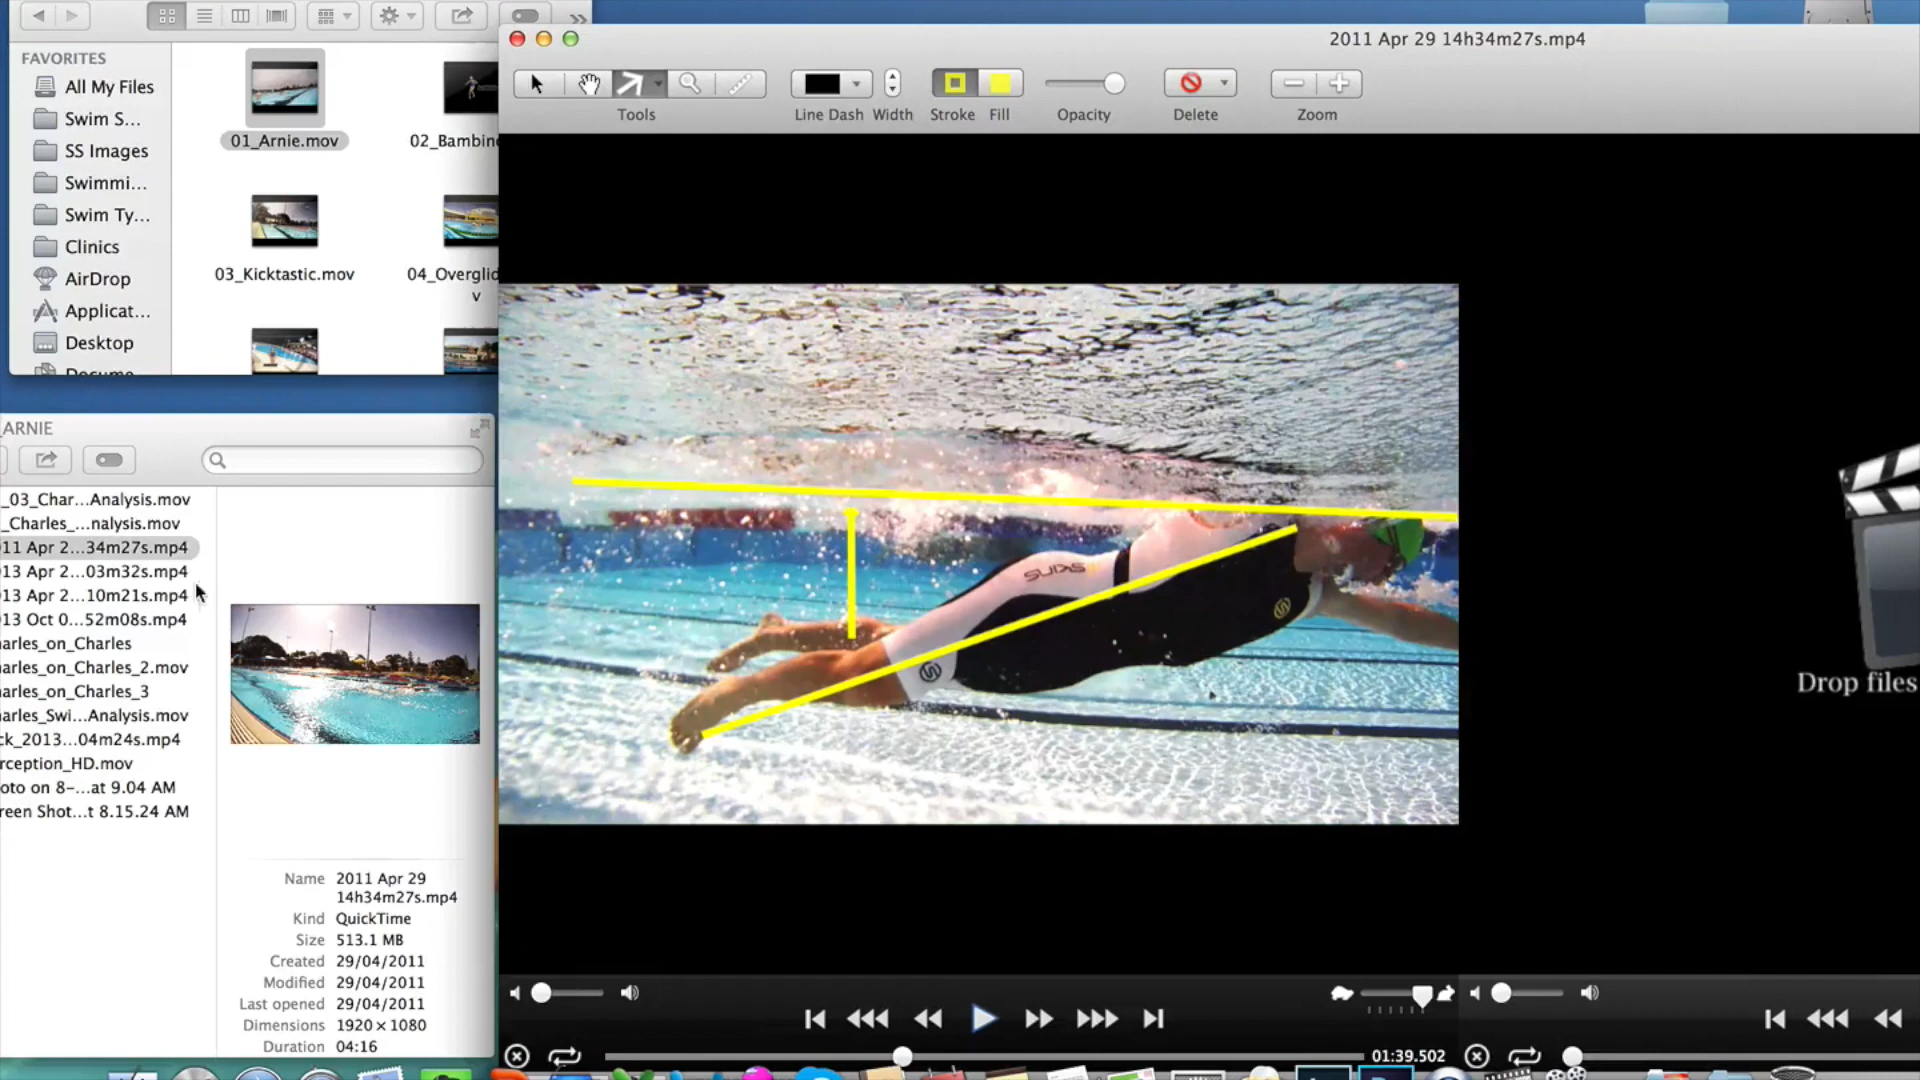 FAVORITES
All My Files
Swim S...
SS Images
Swimmi...
Swim Ty...
Clinics
AirDrop
Applicat...
Desktop
01_Arnie.mov
02_Bambin
03_Kicktastic.mov
04_Overglid
v
ARNIE
_03_Char...Analysis.mov
_Charles_...nalysis.mov
11 Apr 2...34m27s.mp4
13 Apr 2...03m32s.mp4
13 Apr 2...10m21s.mp4
13 Oct 0...52m08s.mp4
arles_on_Charles
arles_on_Charles_2.mov
arles_on_Charles_3
arles_Swi...Analysis.mov
ck_2013...04m24s.mp4
rception_HD.mov
oto on 8-...at 9.04 AM
reen Shot...t 8.15.24 AM
Name 2011 Apr 29
14h34m27s.mp4
Kind QuickTime
Size 513.1 MB
Created 29/04/2011
Modified 29/04/2011
Last opened 29/04/2011
Dimensions 1920×1080
Duration 04:16
2011 Apr 29 14h34m27s.mp4
Tools
Line Dash
Width
Stroke
Fill
Opacity
Delete
Zoom
SKINS
Drop files
01:39.502